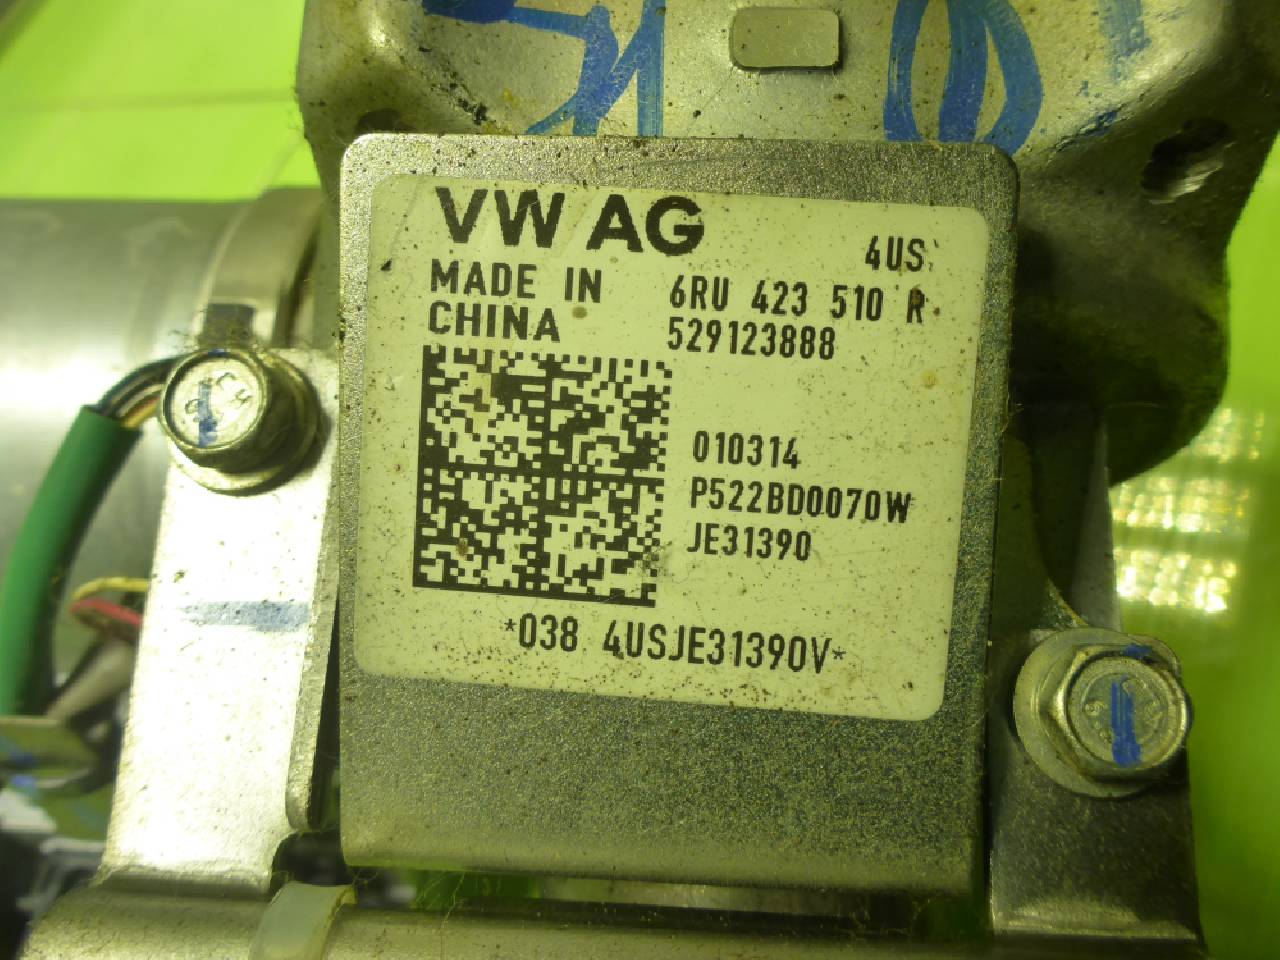 VW AG
4US
MADE IN
CHINA
6RU 423 510 R
529123888
010314
P522BD0070W
JE31390
*038 4USJE31390V*